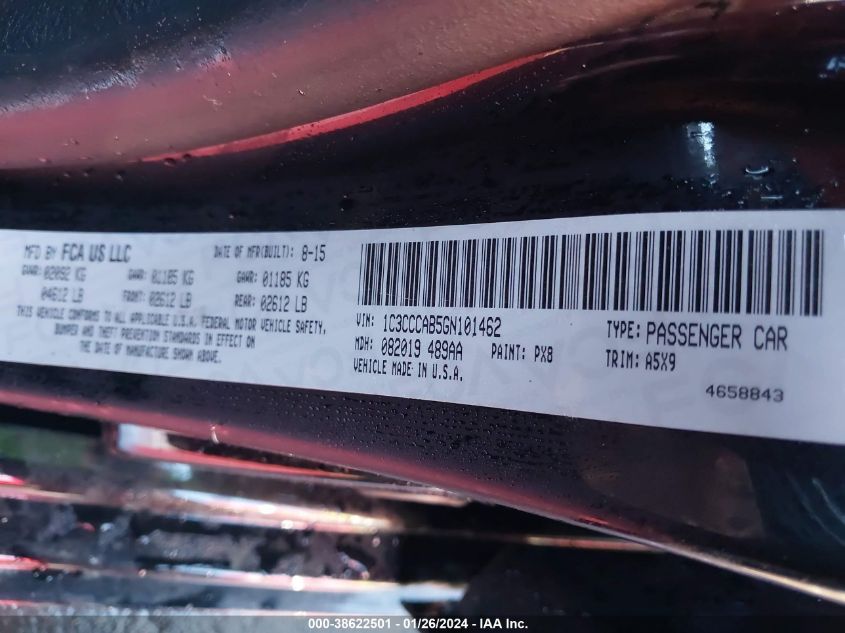 MFD BY FCA US LLC DATE OF MFR(BUILT): 8-15
GVWR: 02092 KG GAWR: 01185 KG GAWR: 01185 KG
04612 LB FRONT: 02612 LB REAR: 02612 LB
THIS VEHICLE CONFORMS TO ALL APPLICABLE U.S.A. FEDERAL MOTOR VEHICLE SAFETY,
BUMPER AND THEFT PREVENTION STANDARDS IN EFFECT ON
THE DATE OF MANUFACTURE SHOWN ABOVE.
VIN: 1C3CCCAB5GN101462 TYPE: PASSENGER CAR
MDH: 082019 489AA PAINT: PX8 TRIM: A5X9
VEHICLE MADE IN U.S.A.
4658843
000-38622501 — 01/26/2024 — IAA Inc.